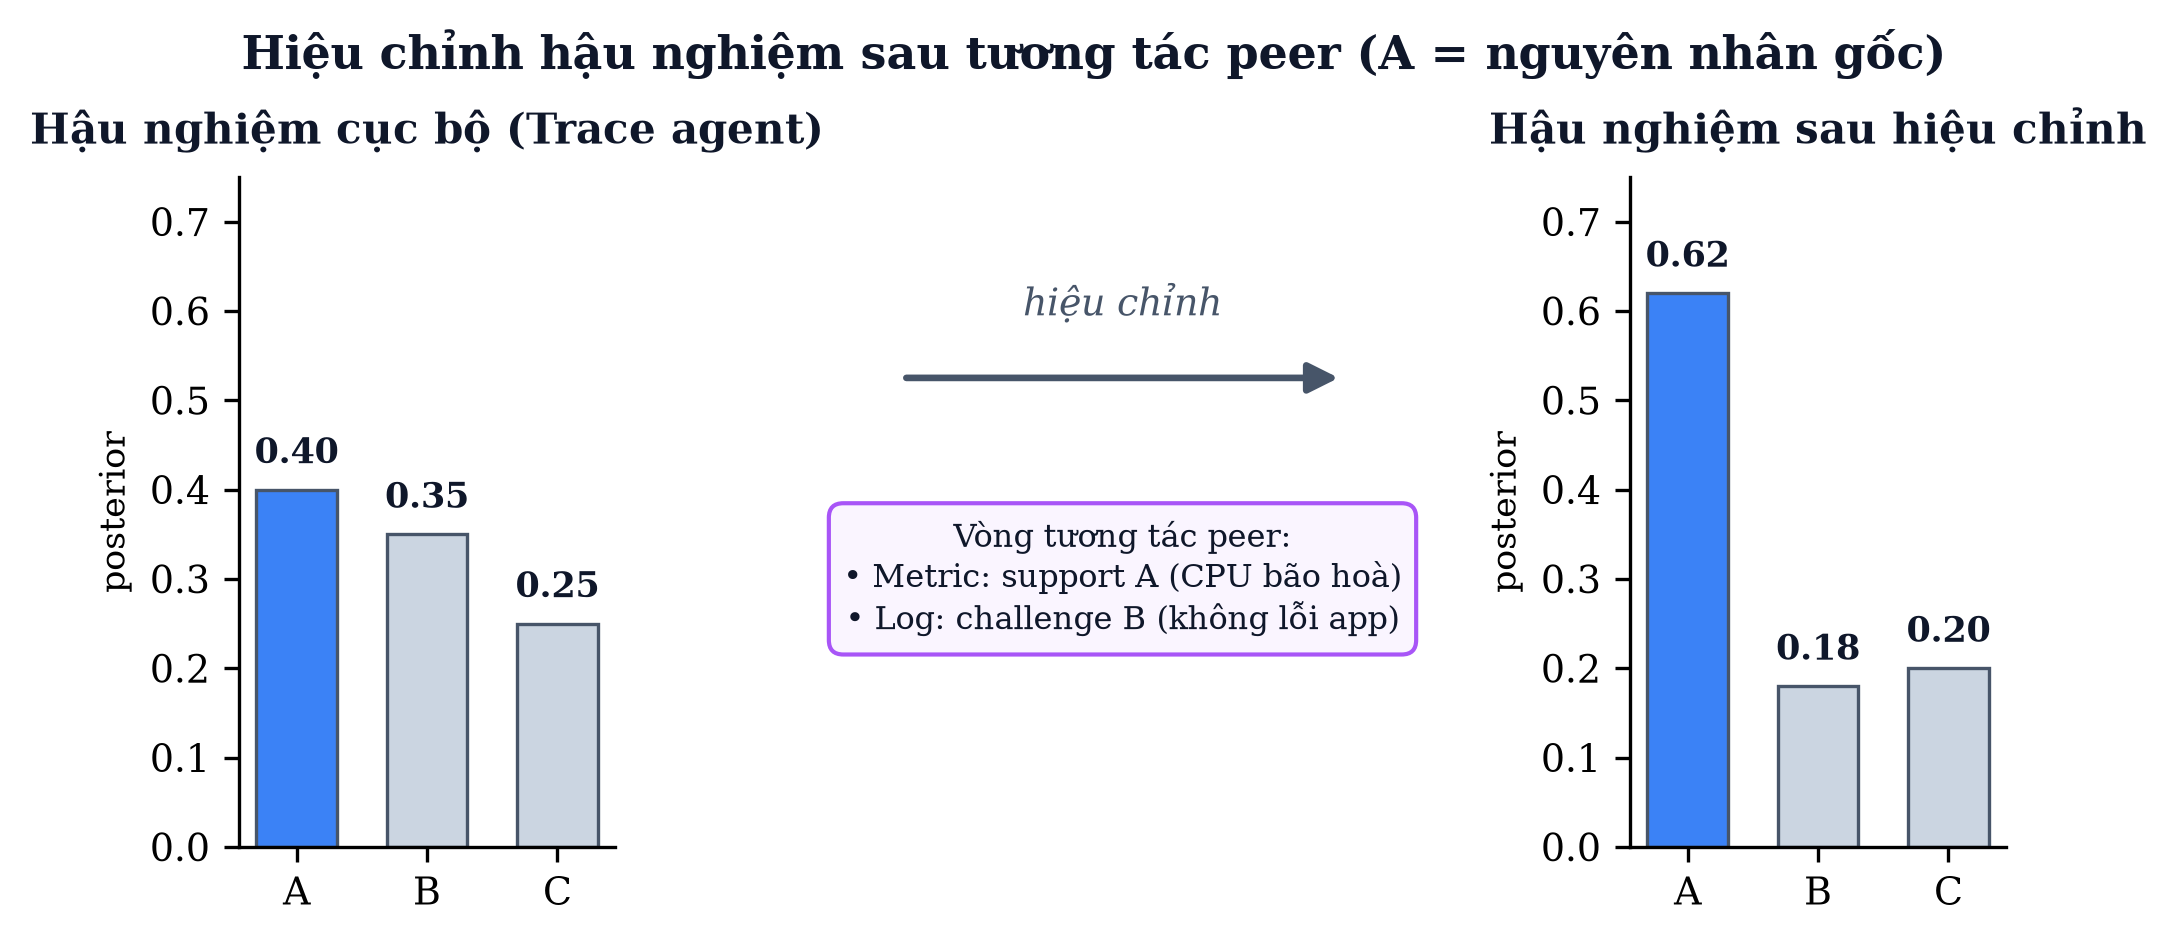 Hiệu chỉnh hậu nghiệm sau tương tác peer (A = nguyên nhân gốc)
Hậu nghiệm cục bộ (Trace agent)
posterior
0.7
0.6
0.5
0.4
0.3
0.2
0.1
0.0
0.40
0.35
0.25
A
B
C
hiệu chỉnh
Vòng tương tác peer:
• Metric: support A (CPU bão hoà)
• Log: challenge B (không lỗi app)
Hậu nghiệm sau hiệu chỉnh
posterior
0.7
0.6
0.5
0.4
0.3
0.2
0.1
0.0
0.62
0.18
0.20
A
B
C